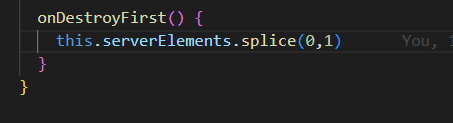 onDestroyFirst() {
this.serverElements.splice(0,1) You,
}
}